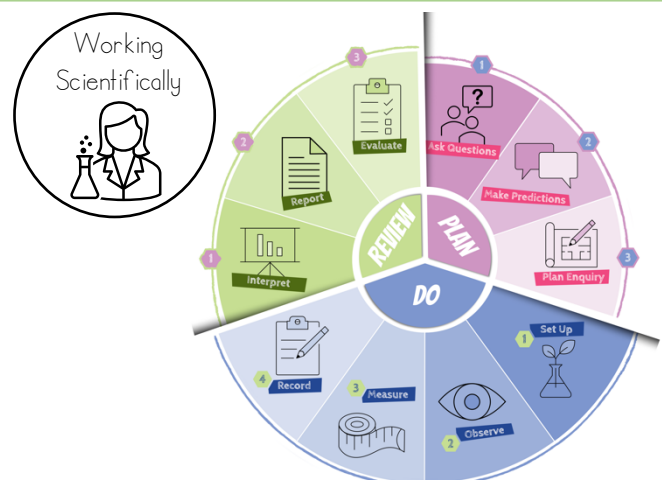 Working
Scientifically
PLAN
1
?
Ask Questions
2
Make Predictions
3
Plan Enquiry
DO
1
Set Up
2
Observe
3
Measure
4
Record
REVIEW
1
Interpret
2
Report
3
Evaluate